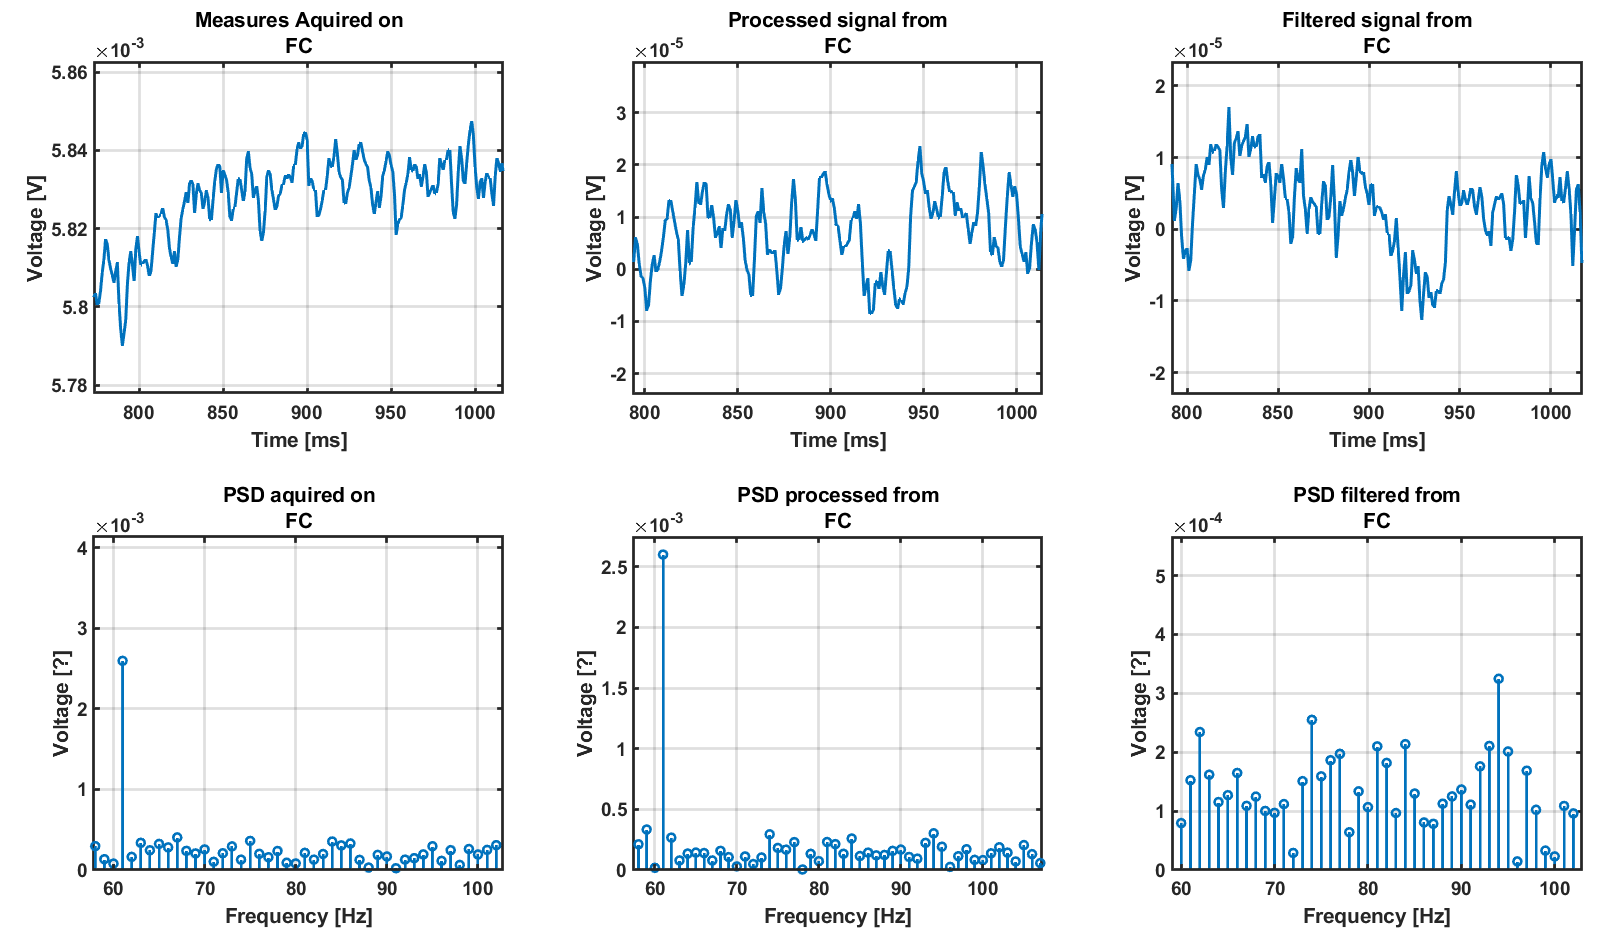 Measures Aquired on
FC
×10-3
5.86
5.84
5.82
5.8
5.78
Voltage [V]
800
850
900
950
1000
Time [ms]
Processed signal from
FC
×10-5
3
2
1
0
-1
-2
Voltage [V]
800
850
900
950
1000
Time [ms]
Filtered signal from
FC
×10-5
2
1
0
-1
-2
Voltage [V]
800
850
900
950
1000
Time [ms]
PSD aquired on
FC
×10-3
4
3
2
1
0
Voltage [?]
60
70
80
90
100
Frequency [Hz]
PSD processed from
FC
×10-3
2.5
2
1.5
1
0.5
0
Voltage [?]
60
70
80
90
100
Frequency [Hz]
PSD filtered from
FC
×10-4
5
4
3
2
1
0
Voltage [?]
60
70
80
90
100
Frequency [Hz]